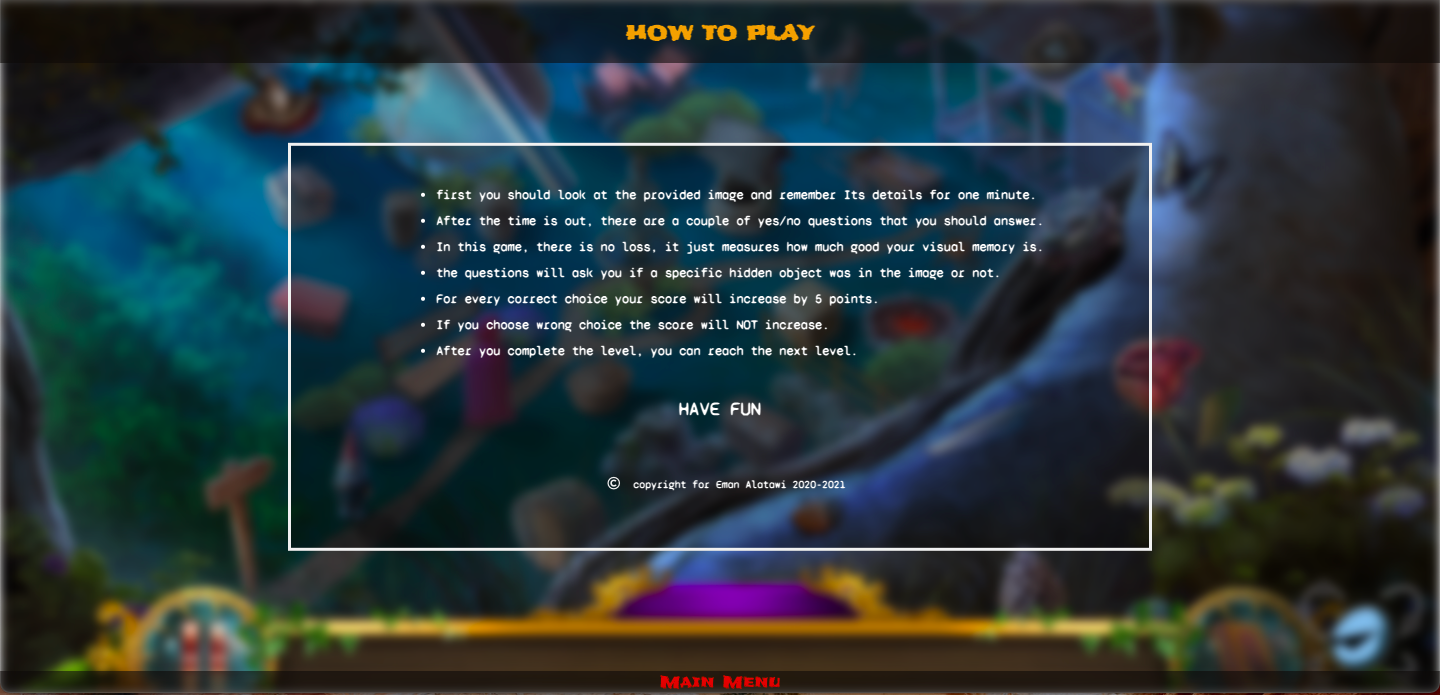 HOW TO PLAY
• first you should look at the provided image and remember Its details for one minute.
• After the time is out, there are a couple of yes/no questions that you should answer.
• In this game, there is no loss, it just measures how much good your visual memory is.
• the questions will ask you if a specific hidden object was in the image or not.
• For every correct choice your score will increase by 5 points.
• If you choose wrong choice the score will NOT increase.
• After you complete the level, you can reach the next level.
HAVE FUN
© copyright for Eman Alatawi 2020-2021
Main Menu